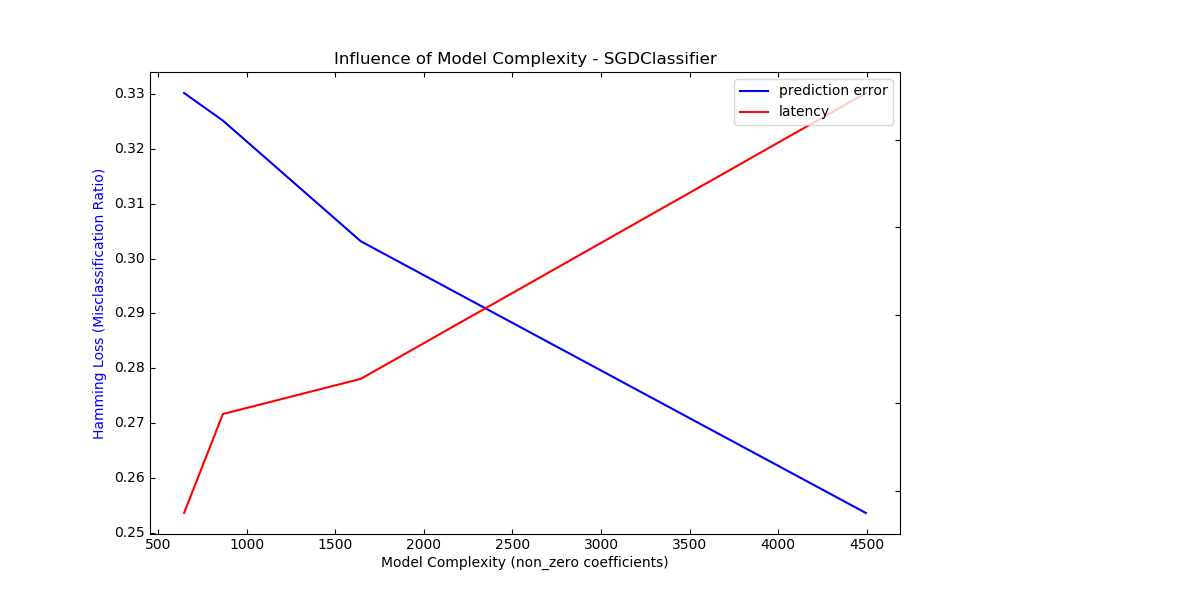 Influence of Model Complexity - SGDClassifier
prediction error
latency
Hamming Loss (Misclassification Ratio)
0.33
0.32
0.31
0.30
0.29
0.28
0.27
0.26
0.25
500 1000 1500 2000 2500 3000 3500 4000 4500
Model Complexity (non_zero coefficients)